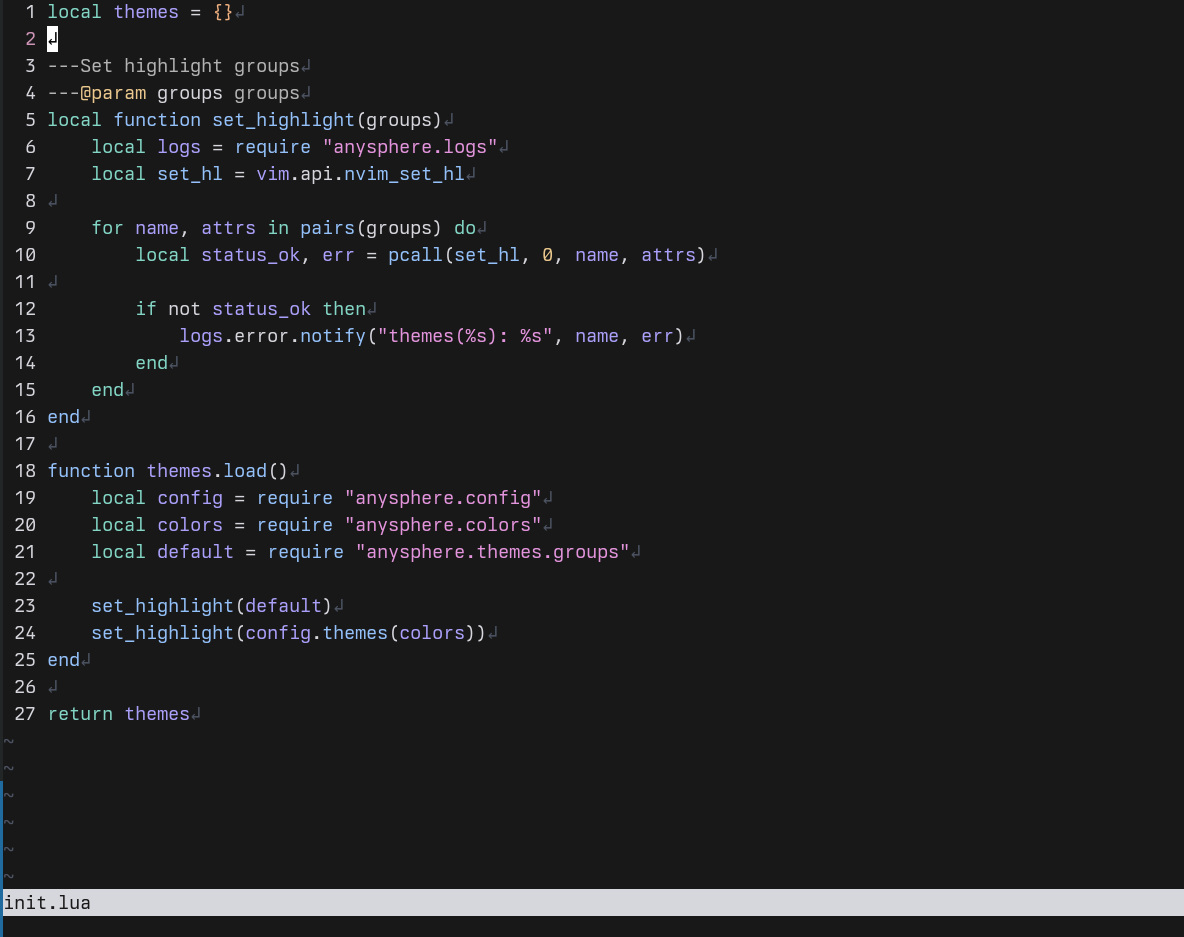 1 local themes = {}↲
2 ↲
3 ---Set highlight groups↲
4 ---@param groups groups↲
5 local function set_highlight(groups)↲
6     local logs = require "anysphere.logs"↲
7     local set_hl = vim.api.nvim_set_hl↲
8 ↲
9     for name, attrs in pairs(groups) do↲
10         local status_ok, err = pcall(set_hl, 0, name, attrs)↲
11 ↲
12         if not status_ok then↲
13             logs.error.notify("themes(%s): %s", name, err)↲
14         end↲
15     end↲
16 end↲
17 ↲
18 function themes.load()↲
19     local config = require "anysphere.config"↲
20     local colors = require "anysphere.colors"↲
21     local default = require "anysphere.themes.groups"↲
22 ↲
23     set_highlight(default)↲
24     set_highlight(config.themes(colors))↲
25 end↲
26 ↲
27 return themes↲
~
~
~
~
~
~
init.lua